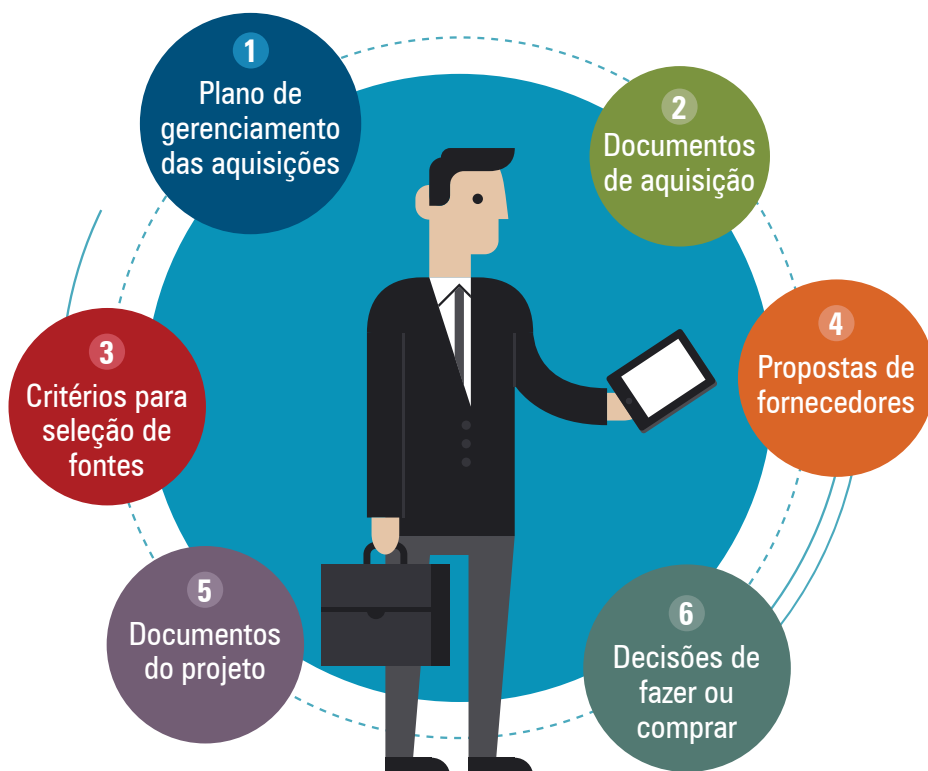 1
Plano de
gerenciamento
das aquisições
2
Documentos
de aquisição
3
Critérios para
seleção de
fontes
4
Propostas de
fornecedores
5
Documentos
do projeto
6
Decisões de
fazer ou
comprar